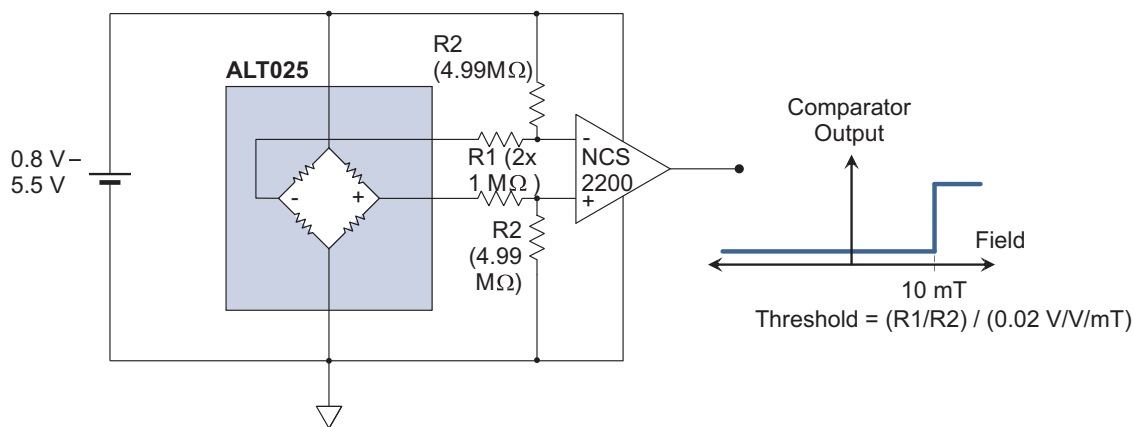 R2
(4.99MΩ)
ALT025
Comparator
Output
0.8 V–
5.5 V
-
+
R1 (2x
1 MΩ )
-
NCS
2200
+
R2
(4.99
MΩ)
Field
10 mT
Threshold = (R1/R2) / (0.02 V/V/mT)